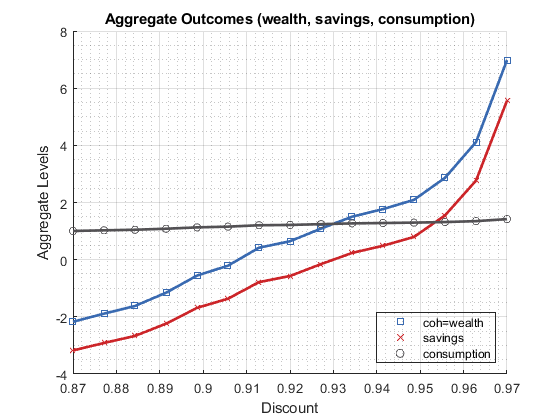 Aggregate Outcomes (wealth, savings, consumption)
8
6
4
2
0
-2
-4
Aggregate Levels
coh=wealth
savings
consumption
0.87 0.88 0.89 0.9 0.91 0.92 0.93 0.94 0.95 0.96 0.97
Discount